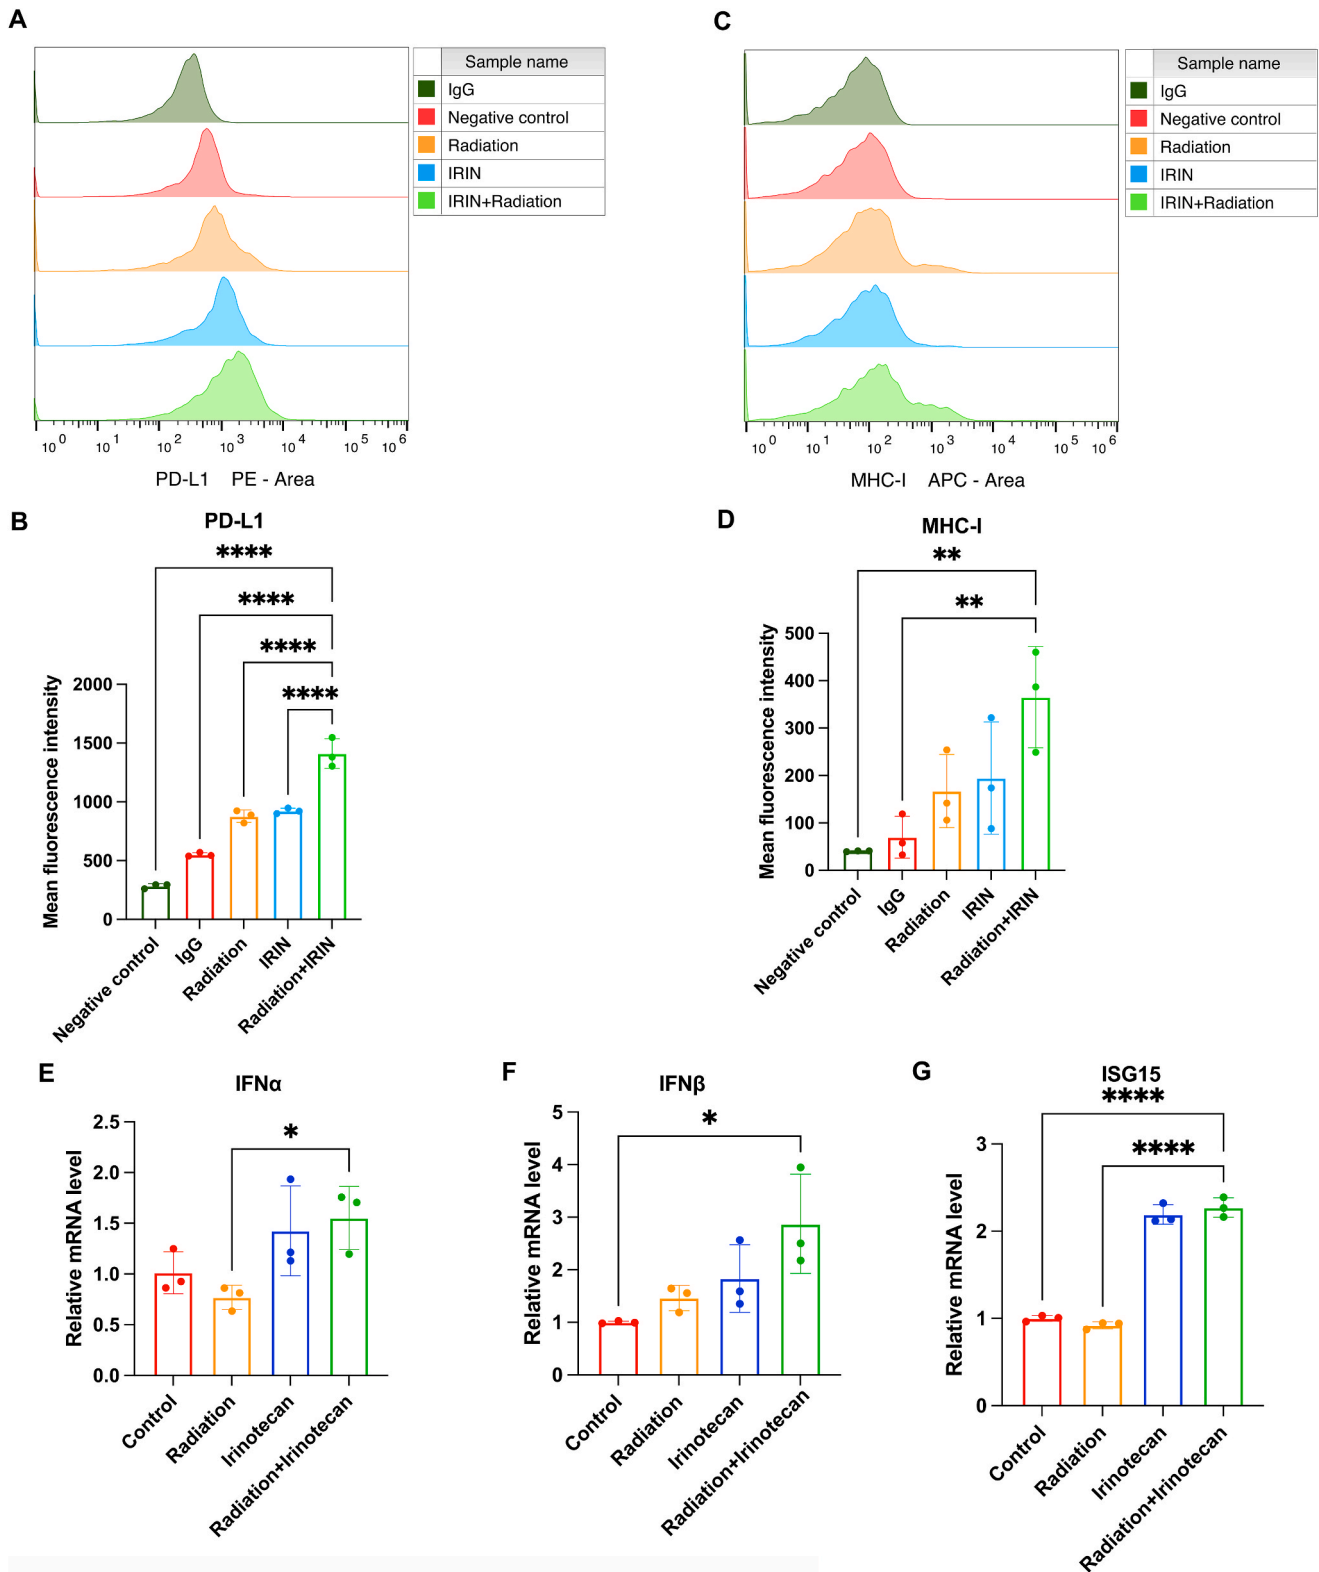 A
Sample name
IgG
Negative control
Radiation
IRIN
IRIN+Radiation
10^0 10^1 10^2 10^3 10^4 10^5 10^6
PD-L1 PE - Area
C
Sample name
IgG
Negative control
Radiation
IRIN
IRIN+Radiation
10^0 10^1 10^2 10^3 10^4 10^5 10^6
MHC-I APC - Area
B
PD-L1
****
****
****
****
Mean fluorescence intensity
2000
1500
1000
500
0
Negative control
IgG
Radiation
IRIN
Radiation+IRIN
D
MHC-I
**
**
Mean fluorescence intensity
500
400
300
200
100
0
Negative control
IgG
Radiation
IRIN
Radiation+IRIN
E
IFNα
*
Relative mRNA level
2.5
2.0
1.5
1.0
0.5
0.0
Control
Radiation
Irinotecan
Radiation+Irinotecan
F
IFNβ
*
Relative mRNA level
5
4
3
2
1
0
Control
Radiation
Irinotecan
Radiation+Irinotecan
G
ISG15
****
****
Relative mRNA level
3
2
1
0
Control
Radiation
Irinotecan
Radiation+Irinotecan